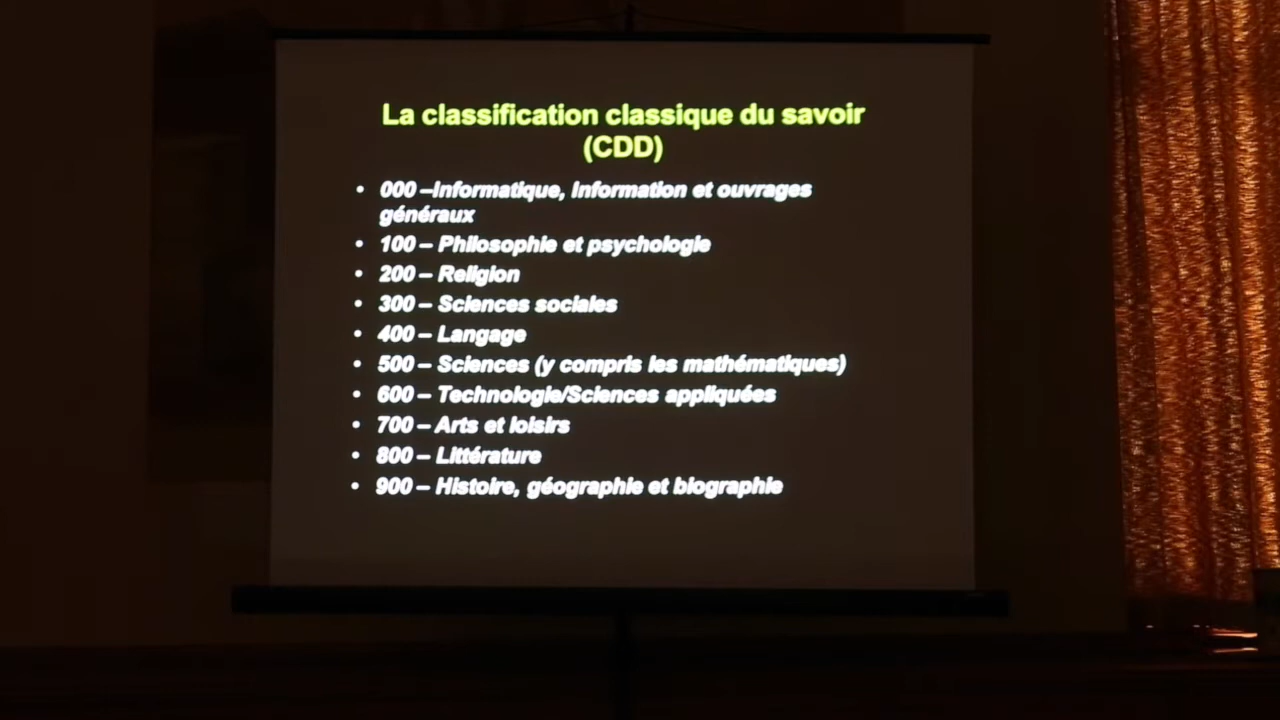 La classification classique du savoir
(CDD)
• 000 –Informatique, Information et ouvrages
généraux
• 100 – Philosophie et psychologie
• 200 – Religion
• 300 – Sciences sociales
• 400 – Langage
• 500 – Sciences (y compris les mathématiques)
• 600 – Technologie/Sciences appliquées
• 700 – Arts et loisirs
• 800 – Littérature
• 900 – Histoire, géographie et biographie